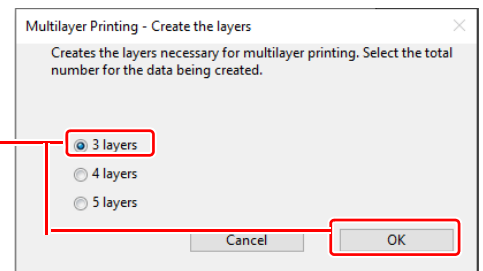 Multilayer Printing - Create the layers
Creates the layers necessary for multilayer printing. Select the total
number for the data being created.
3 layers
4 layers
5 layers
Cancel
OK